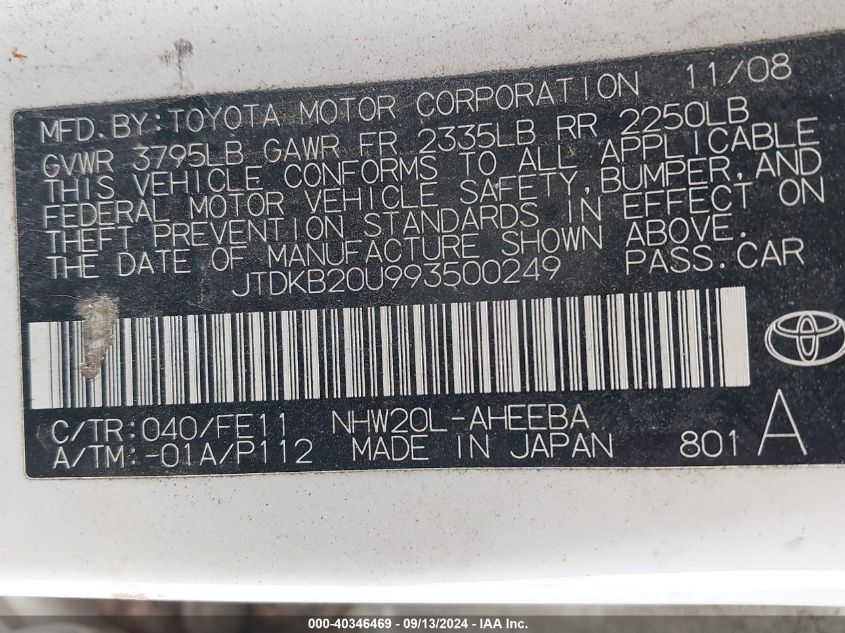 MFD. BY: TOYOTA MOTOR CORPORATION 11/08
GVWR 3795LB GAWR FR 2335LB RR 2250LB
THIS VEHICLE CONFORMS TO ALL APPLICABLE
FEDERAL MOTOR VEHICLE SAFETY, BUMPER, AND
THEFT PREVENTION STANDARDS IN EFFECT ON
THE DATE OF MANUFACTURE SHOWN ABOVE.
JTDKB20U993500249 PASS. CAR
C/TR: 040/FE11 NHW20L-AHEEBA
A/TM: -01A/P112 MADE IN JAPAN 801 A
000-40346469 - 09/13/2024 - IAA Inc.